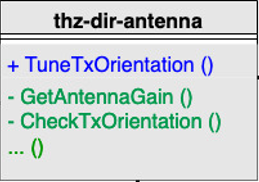 thz-dir-antenna
+ TuneTxOrientation ()
- GetAntennaGain ()
- CheckTxOrientation ()
... ()